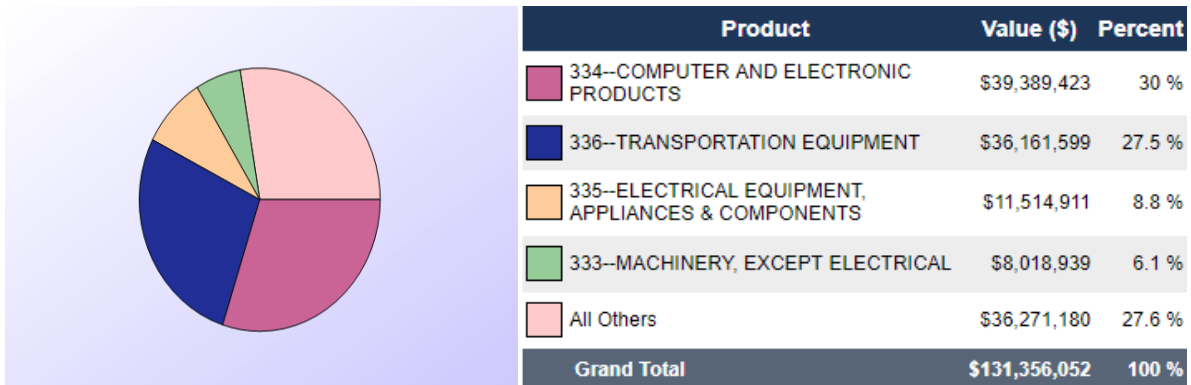 Product Value ($) Percent
334--COMPUTER AND ELECTRONIC
PRODUCTS $39,389,423 30 %
336--TRANSPORTATION EQUIPMENT $36,161,599 27.5 %
335--ELECTRICAL EQUIPMENT,
APPLIANCES & COMPONENTS $11,514,911 8.8 %
333--MACHINERY, EXCEPT ELECTRICAL $8,018,939 6.1 %
All Others $36,271,180 27.6 %
Grand Total $131,356,052 100 %